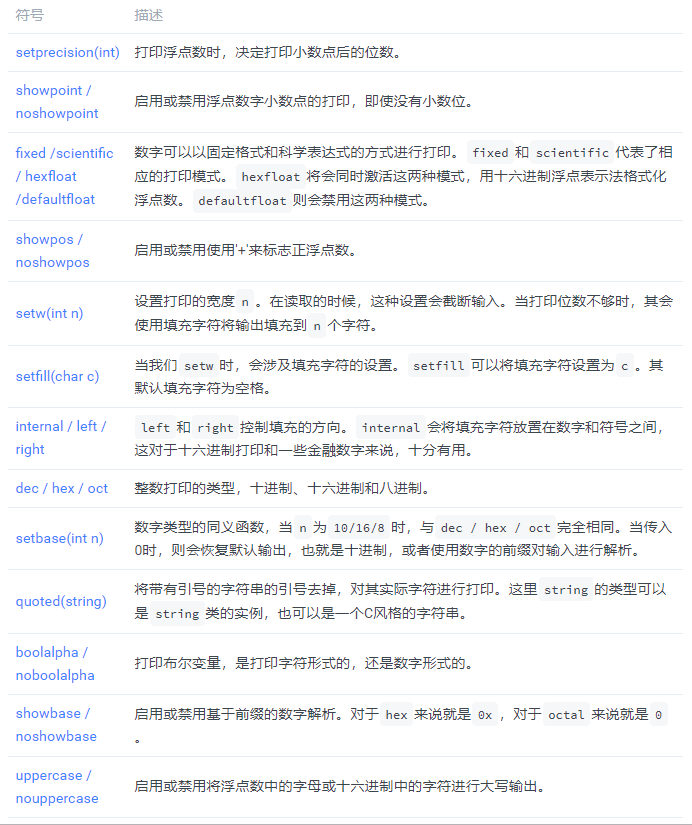 符号 描述
setprecision(int) 打印浮点数时，决定打印小数点后的位数。
showpoint /
noshowpoint
启用或禁用浮点数字小数点的打印，即使没有小数位。
fixed /scientific
/ hexfloat
/defaultfloat
数字可以以固定格式和科学表达式的方式进行打印。 fixed 和 scientific 代表了相
应的打印模式。 hexfloat 将会同时激活这两种模式，用十六进制浮点表示法格式化
浮点数。 defaultfloat 则会禁用这两种模式。
showpos /
noshowpos
启用或禁用使用'+'来标志正浮点数。
setw(int n)
设置打印的宽度 n 。在读取的时候，这种设置会截断输入。当打印位数不够时，其会
使用填充字符将输出填充到 n 个字符。
setfill(char c)
当我们 setw 时，会涉及填充字符的设置。 setfill 可以将填充字符设置为 c 。其
默认填充字符为空格。
internal / left /
right
left 和 right 控制填充的方向。 internal 会将填充字符放置在数字和符号之间，
这对于十六进制打印和一些金融数字来说，十分有用。
dec / hex / oct 整数打印的类型，十进制、十六进制和八进制。
setbase(int n)
数字类型的同义函数，当 n 为 10/16/8 时，与 dec / hex / oct 完全相同。当传入
0时，则会恢复默认输出，也就是十进制，或者使用数字的前缀对输入进行解析。
quoted(string)
将带有引号的字符串的引号去掉，对其实际字符进行打印。这里 string 的类型可以
是 string 类的实例，也可以是一个C风格的字符串。
boolalpha /
noboolalpha
打印布尔变量，是打印字符形式的，还是数字形式的。
showbase /
noshowbase
启用或禁用基于前缀的数字解析。对于 hex 来说就是 0x ，对于 octal 来说就是 0
。
uppercase /
nouppercase
启用或禁用将浮点数中的字母或十六进制中的字符进行大写输出。